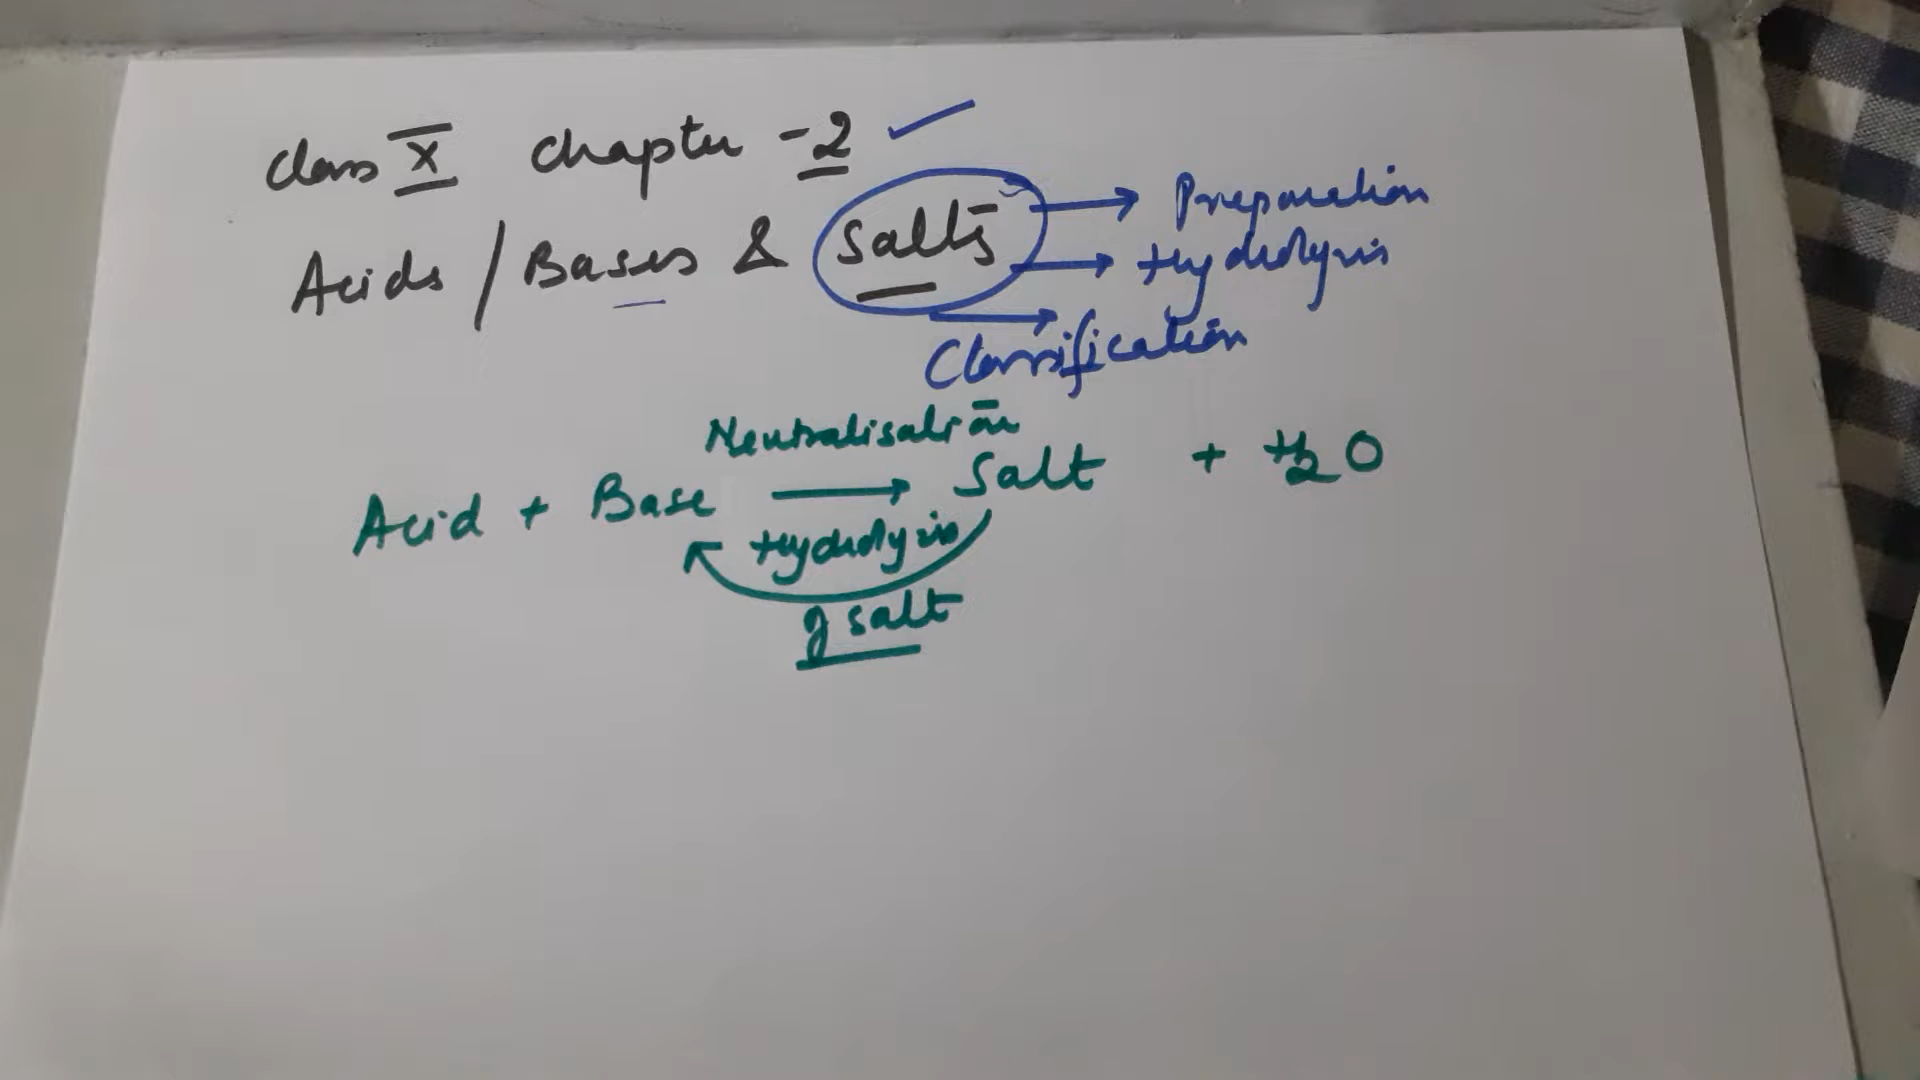 Class X Chapter - 2 ✓
Acids / Bases & Salts → Preparation
→ Hydrolysis
→ Classification
Neutralisation
Acid + Base → Salt + H2O
Hydrolysis
of salt